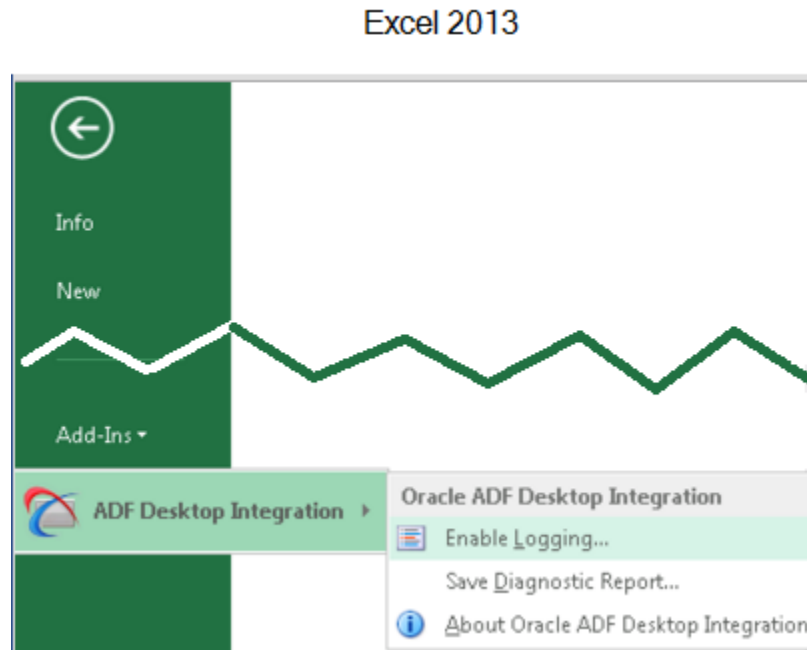 Excel 2013
Info
New
Add-Ins
ADF Desktop Integration
Oracle ADF Desktop Integration
Enable Logging...
Save Diagnostic Report...
About Oracle ADF Desktop Integration